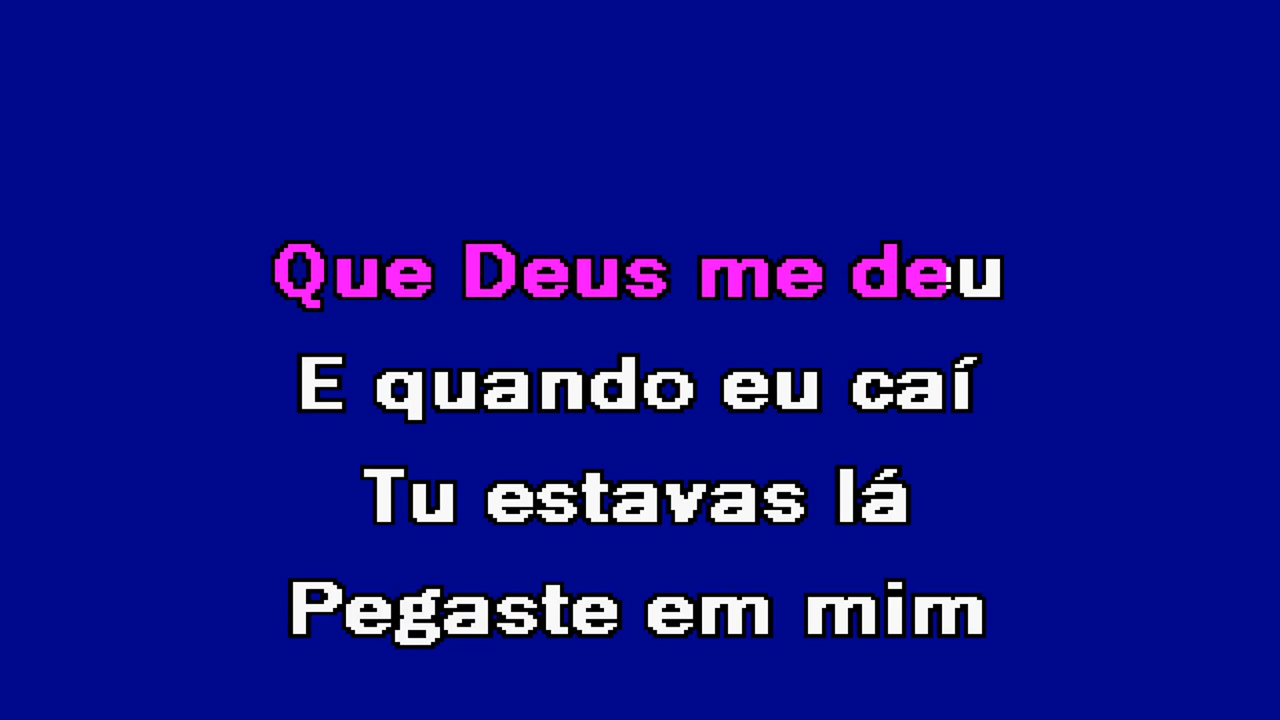 Que Deus me deu
E quando eu caí
Tu estavas lá
Pegaste em mim